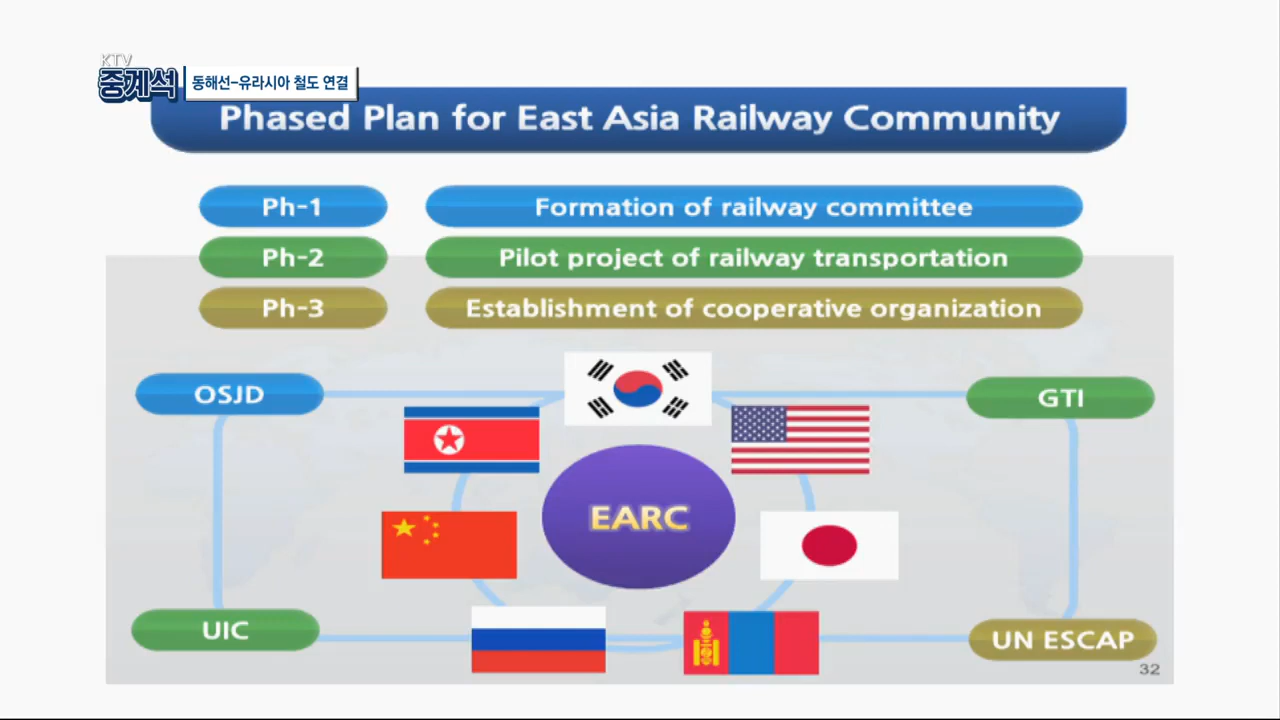 KTV
중계석
동해선-유라시아 철도 연결
Phased Plan for East Asia Railway Community
Ph-1
Formation of railway committee
Ph-2
Pilot project of railway transportation
Ph-3
Establishment of cooperative organization
OSJD
GTI
EARC
UIC
UN ESCAP
32